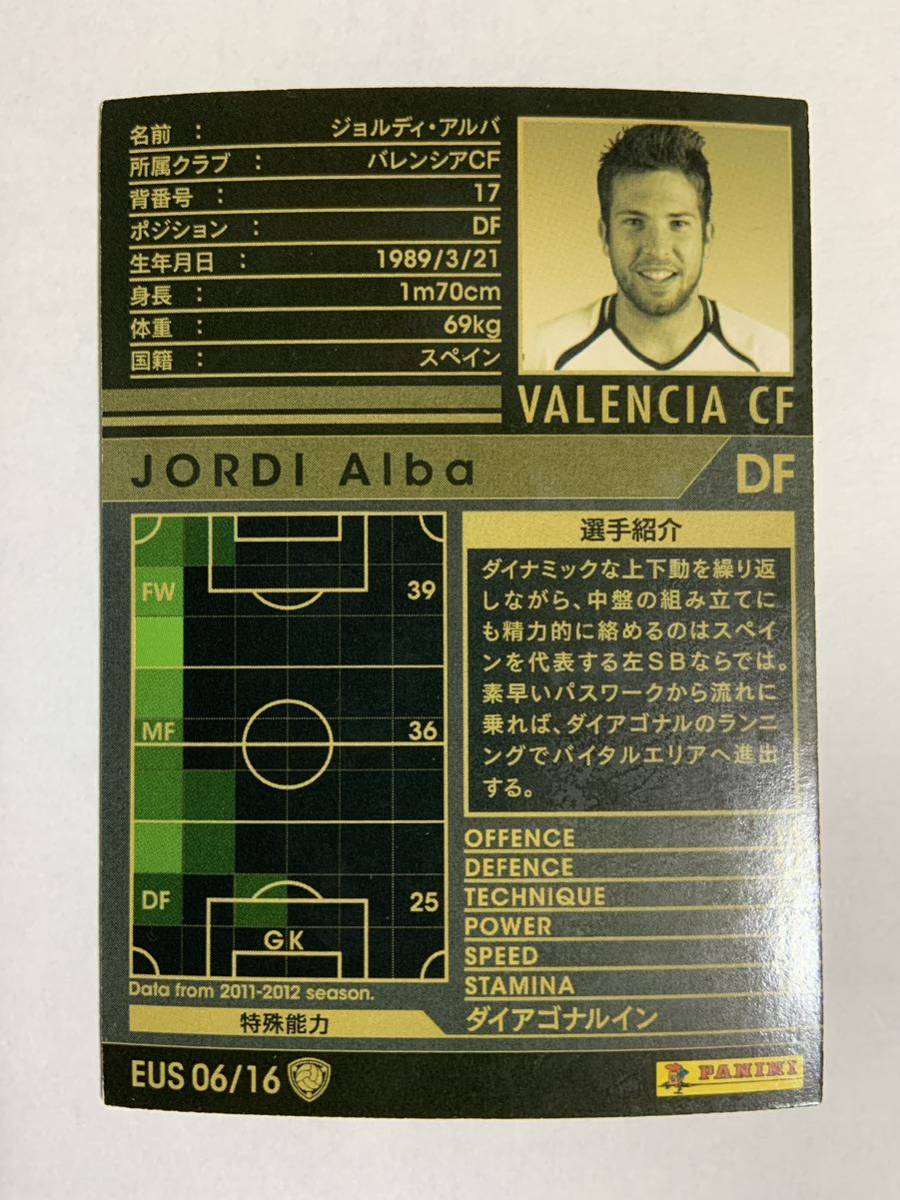 名前 : ジョルディ・アルバ
所属クラブ : バレンシアCF
背番号 : 17
ポジション : DF
生年月日 : 1989/3/21
身長 : 1m70cm
体重 : 69kg
国籍 : スペイン
VALENCIA CF
JORDI Alba
DF
FW 39
MF 36
DF 25
GK
Data from 2011-2012 season.
選手紹介
ダイナミックな上下動を繰り返
しながら、中盤の組み立てに
も精力的に絡めるのはスペイ
ンを代表する左SBならでは。
素早いパスワークから流れに
乗れば、ダイアゴナルのランニ
ングでバイタルエリアへ進出
する。
OFFENCE
DEFENCE
TECHNIQUE
POWER
SPEED
STAMINA
特殊能力
ダイアゴナルイン
EUS 06/16
PANINI